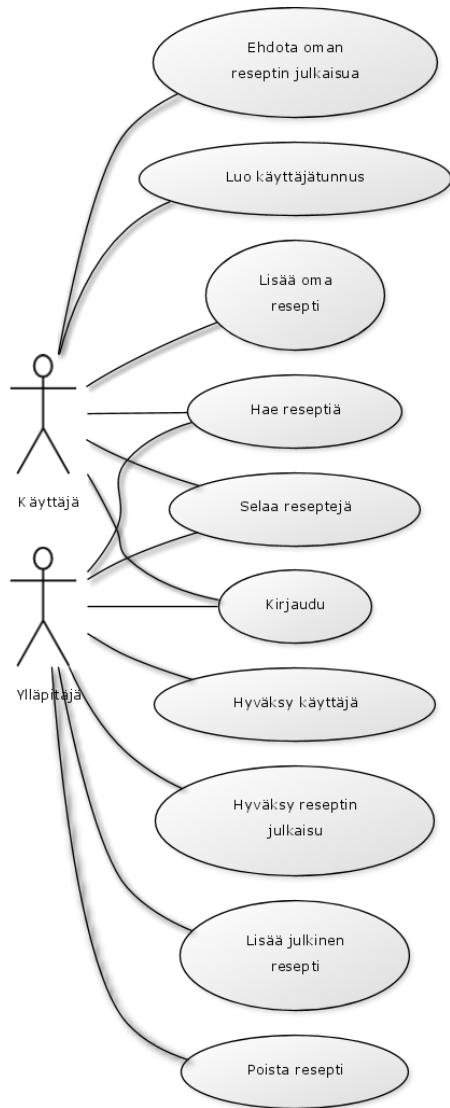 Ehdota oman
reseptin julkaisua
Luo käyttäjätunnus
Lisää oma
resepti
Hae reseptiä
Käyttäjä
Selaa reseptejä
Kirjaudu
Ylläpitäjä
Hyväksy käyttäjä
Hyväksy reseptin
julkaisu
Lisää julkinen
resepti
Poista resepti